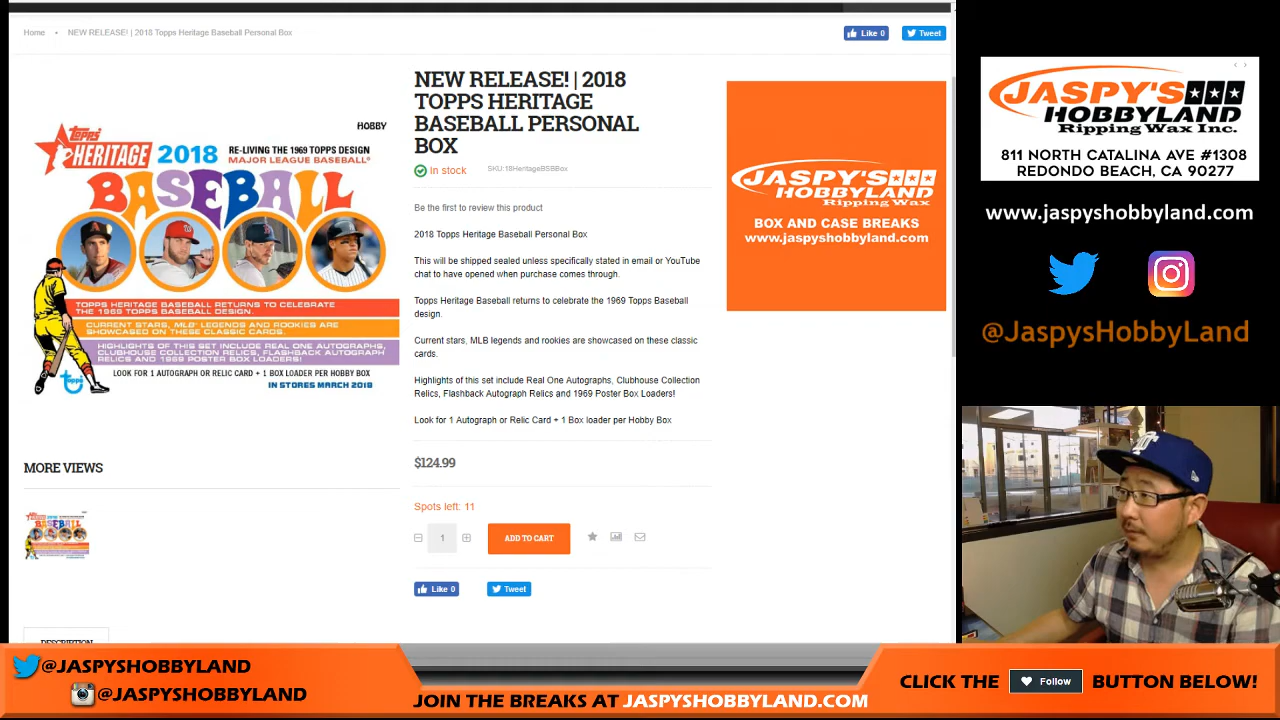 Home • NEW RELEASE! | 2018 Topps Heritage Baseball Personal Box
Like 0
Tweet
HOBBY
Topps
HERITAGE
2018
RE-LIVING THE 1969 TOPPS DESIGN
MAJOR LEAGUE BASEBALL®
BASEBALL
TOPPS HERITAGE BASEBALL RETURNS TO CELEBRATE
THE 1969 TOPPS BASEBALL DESIGN.
CURRENT STARS, MLB® LEGENDS AND ROOKIES ARE
SHOWCASED ON THESE CLASSIC CARDS.
HIGHLIGHTS OF THIS SET INCLUDE REAL ONE AUTOGRAPHS,
CLUBHOUSE COLLECTION RELICS, FLASHBACK AUTOGRAPH
RELICS AND 1969 POSTER BOX LOADERS!
LOOK FOR 1 AUTOGRAPH OR RELIC CARD + 1 BOX LOADER PER HOBBY BOX
topps
IN STORES MARCH 2018
MORE VIEWS
DESCRIPTION
NEW RELEASE! | 2018
TOPPS HERITAGE
BASEBALL PERSONAL
BOX
In stock
SKU:18HeritageBSBBox
Be the first to review this product
2018 Topps Heritage Baseball Personal Box
This will be shipped sealed unless specifically stated in email or YouTube
chat to have opened when purchase comes through.
Topps Heritage Baseball returns to celebrate the 1969 Topps Baseball
design.
Current stars, MLB legends and rookies are showcased on these classic
cards.
Highlights of this set include Real One Autographs, Clubhouse Collection
Relics, Flashback Autograph Relics and 1969 Poster Box Loaders!
Look for 1 Autograph or Relic Card + 1 Box loader per Hobby Box
$124.99
Spots left: 11
1
ADD TO CART
Like 0
Tweet
JASPY'S
HOBBYLAND
Ripping Wax
BOX AND CASE BREAKS
www.jaspyshobbyland.com
JASPY'S
HOBBYLAND
Ripping Wax Inc.
811 NORTH CATALINA AVE #1308
REDONDO BEACH, CA 90277
www.jaspyshobbyland.com
@JaspysHobbyLand
@JASPYSHOBBYLAND
@JASPYSHOBBYLAND
JOIN THE BREAKS AT JASPYSHOBBYLAND.COM
CLICK THE Follow BUTTON BELOW!